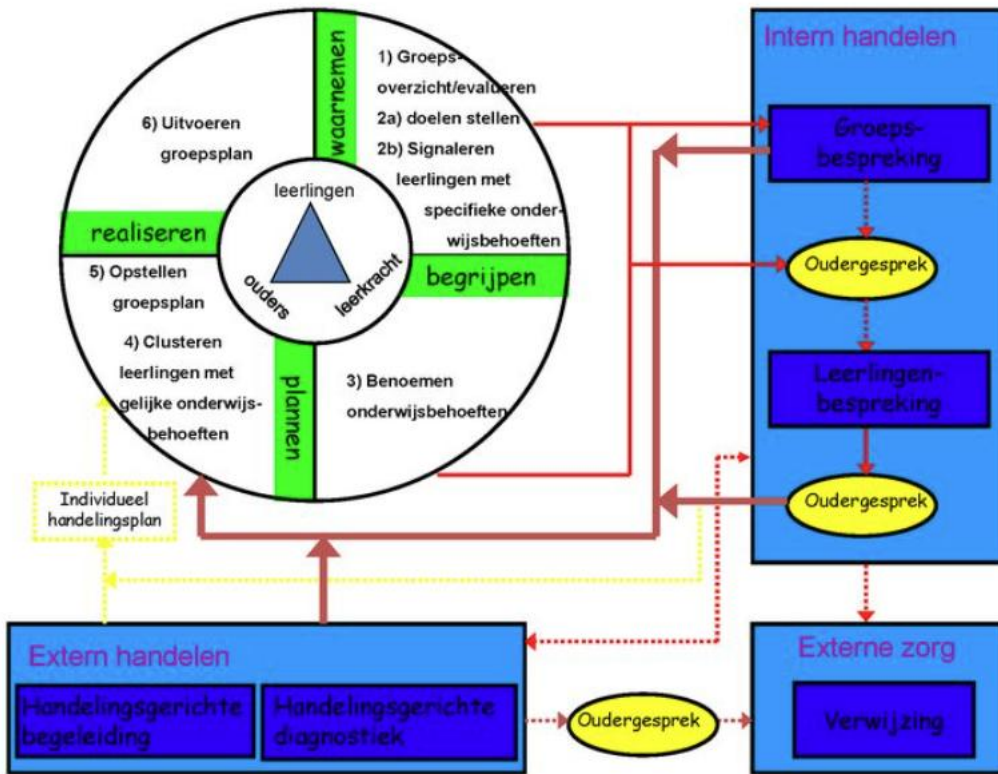 waarnemen
1) Groeps-
overzicht/evalueren
2a) doelen stellen
2b) Signaleren
leerlingen met
specifieke onder-
wijsbehoeften
begrijpen
3) Benoemen
onderwijsbehoeften
plannen
4) Clusteren
leerlingen met
gelijke onderwijs-
behoeften
5) Opstellen
groepsplan
realiseren
6) Uitvoeren
groepsplan
leerlingen
ouders
leerkracht
Intern handelen
Groeps-
bespreking
Oudergesprek
Leerlingen-
bespreking
Oudergesprek
Individueel
handelingsplan
Extern handelen
Handelingsgerichte
begeleiding
Handelingsgerichte
diagnostiek
Oudergesprek
Externe zorg
Verwijzing